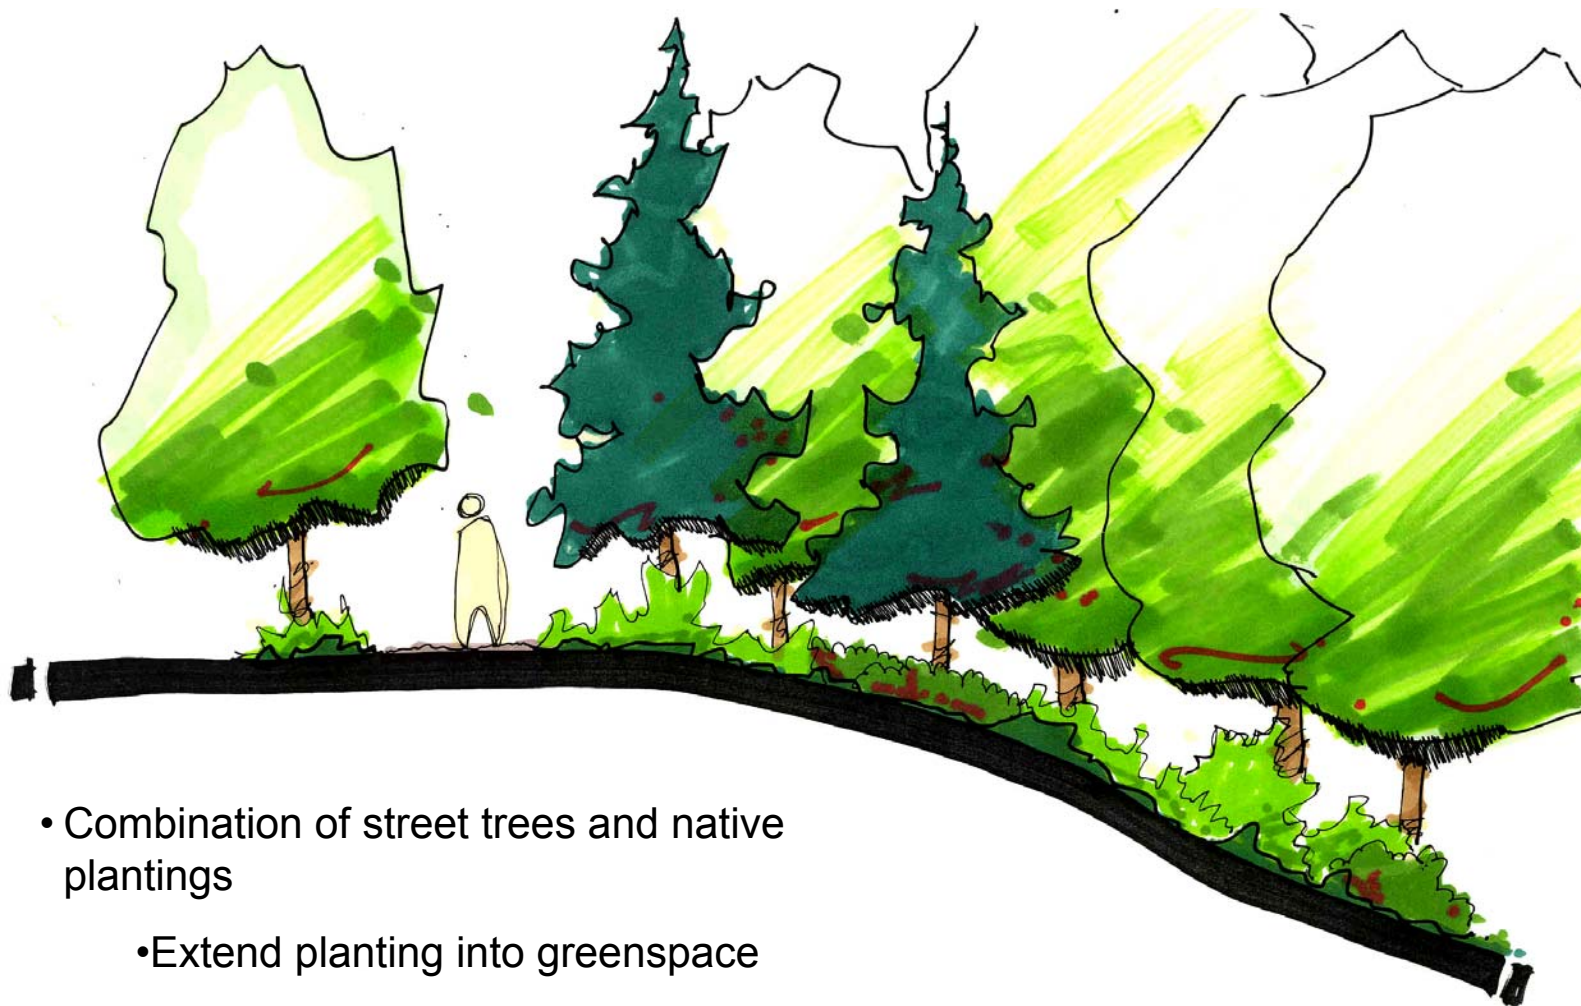 • Combination of street trees and native
plantings
•Extend planting into greenspace